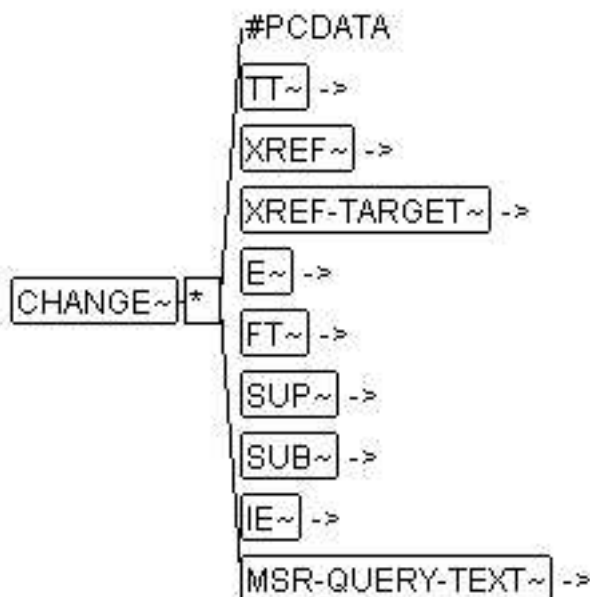 #PCDATA
TT~ ->
XREF~ ->
XREF-TARGET~ ->
E~ ->
CHANGE~ *
FT~ ->
SUP~ ->
SUB~ ->
IE~ ->
MSR-QUERY-TEXT~ ->